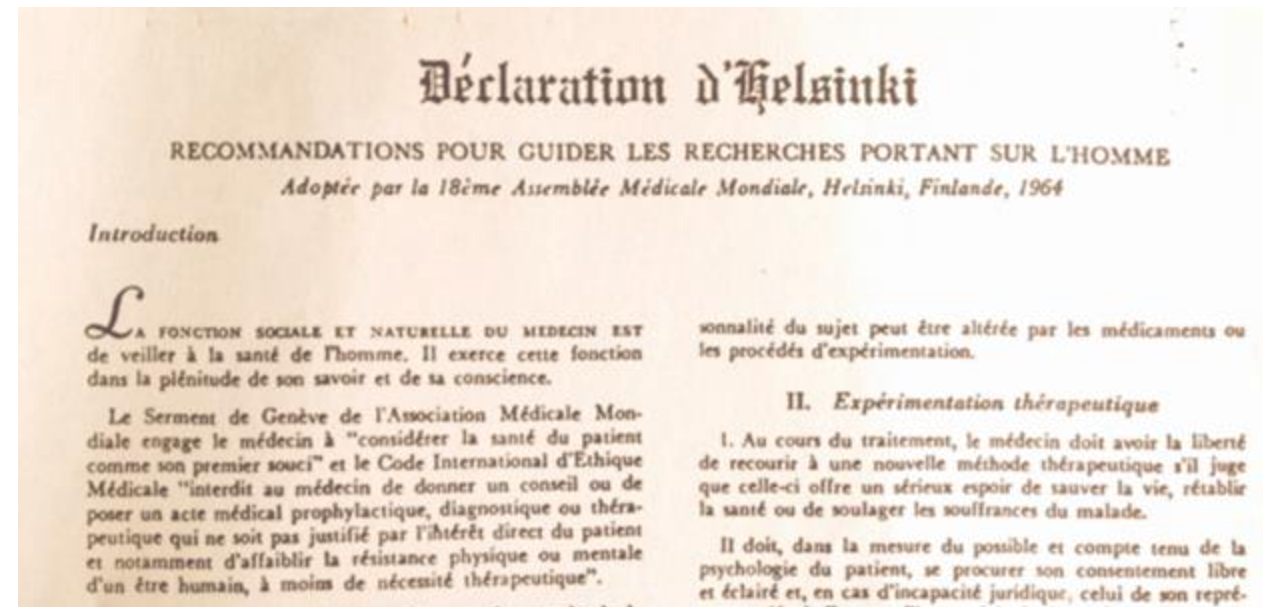 Déclaration d'Helsinki
RECOMMANDATIONS POUR GUIDER LES RECHERCHES PORTANT SUR L'HOMME
Adoptée par la 18ème Assemblée Médicale Mondiale, Helsinki, Finlande, 1964
Introduction
LA FONCTION SOCIALE ET NATURELLE DU MEDECIN EST
de veiller à la santé de l'homme. Il exerce cette fonction
dans la plénitude de son savoir et de sa conscience.
Le Serment de Genève de l'Association Médicale Mon-
diale engage le médecin à "considérer la santé du patient
comme son premier souci" et le Code International d'Ethique
Médicale "interdit au médecin de donner un conseil ou de
poser un acte médical prophylactique, diagnostique ou théra-
peutique qui ne soit pas justifié par l'intérêt direct du patient
et notamment d'affaiblir la résistance physique ou mentale
d'un être humain, à moins de nécessité thérapeutique".
sonnalité du sujet peut être altérée par les médicaments ou
les procédés d'expérimentation.
II. Expérimentation thérapeutique
1. Au cours du traitement, le médecin doit avoir la liberté
de recourir à une nouvelle méthode thérapeutique s'il juge
que celle-ci offre un sérieux espoir de sauver la vie, rétablir
la santé ou de soulager les souffrances du malade.
Il doit, dans la mesure du possible et compte tenu de la
psychologie du patient, se procurer son consentement libre
et éclairé et, en cas d'incapacité juridique, celui de son repré-